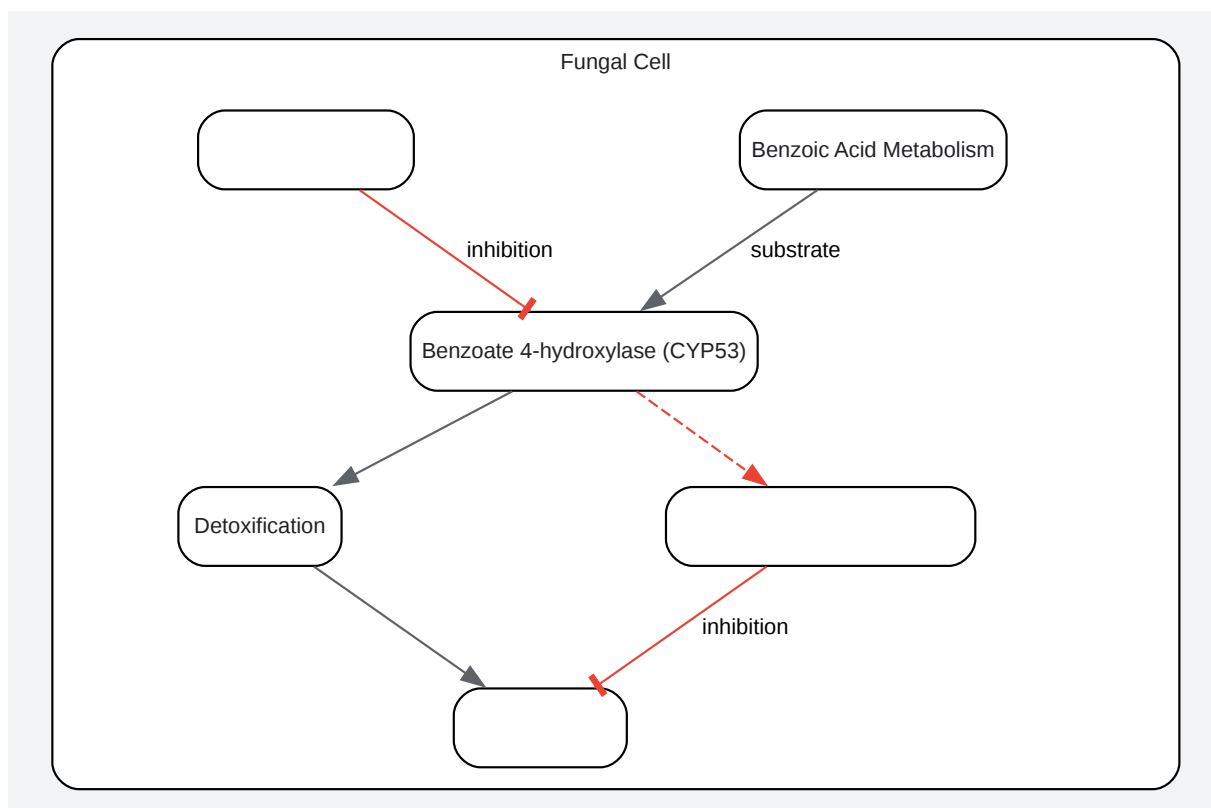 Fungal Cell
Benzoic Acid Metabolism
inhibition
substrate
Benzoate 4-hydroxylase (CYP53)
Detoxification
inhibition